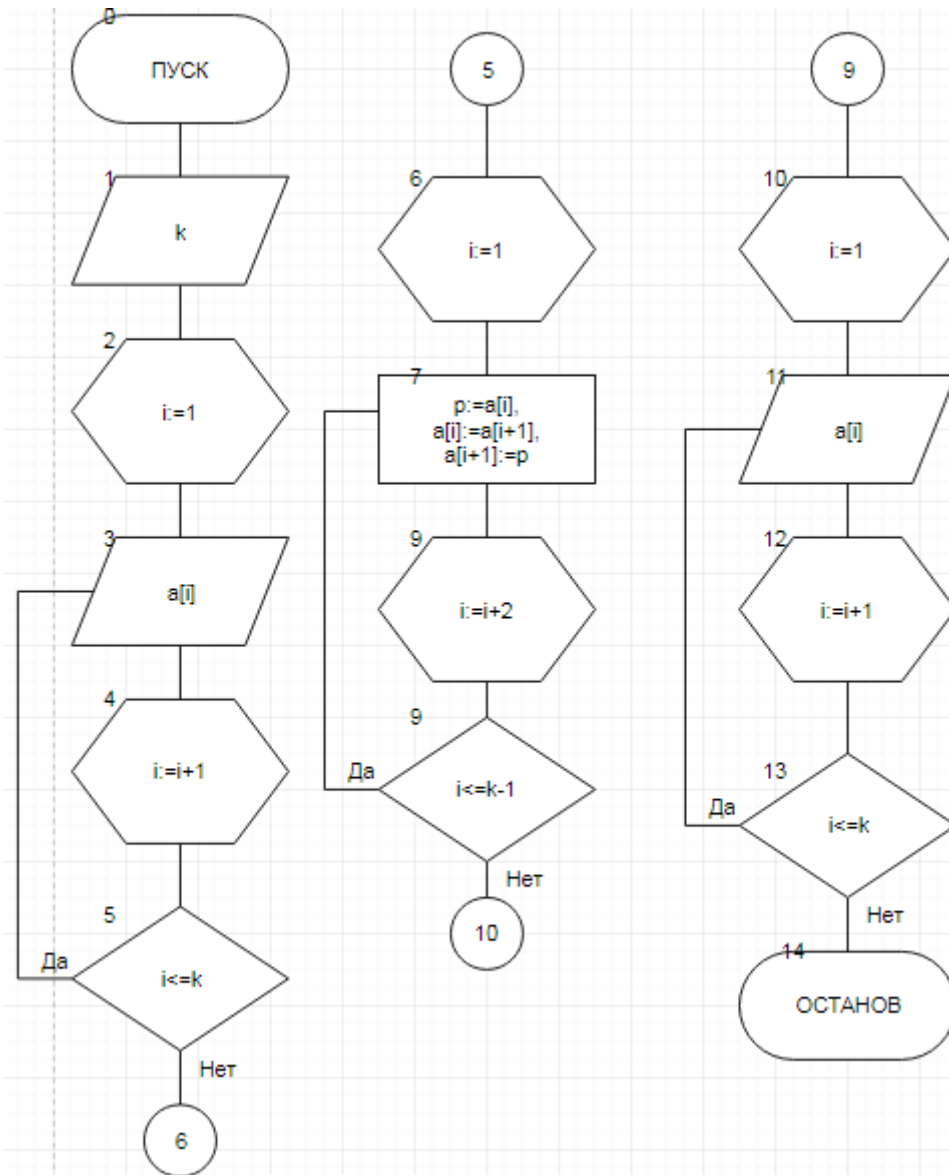 0
ПУСК
1
k
2
i:=1
3
a[i]
4
i:=i+1
5
Да
i<=k
Нет
6
5
6
i:=1
7
p:=a[i],
a[i]:=a[i+1],
a[i+1]:=p
9
i:=i+2
9
Да
i<=k-1
Нет
10
9
10
i:=1
11
a[i]
12
i:=i+1
13
Да
i<=k
Нет
14
ОСТАНОВ